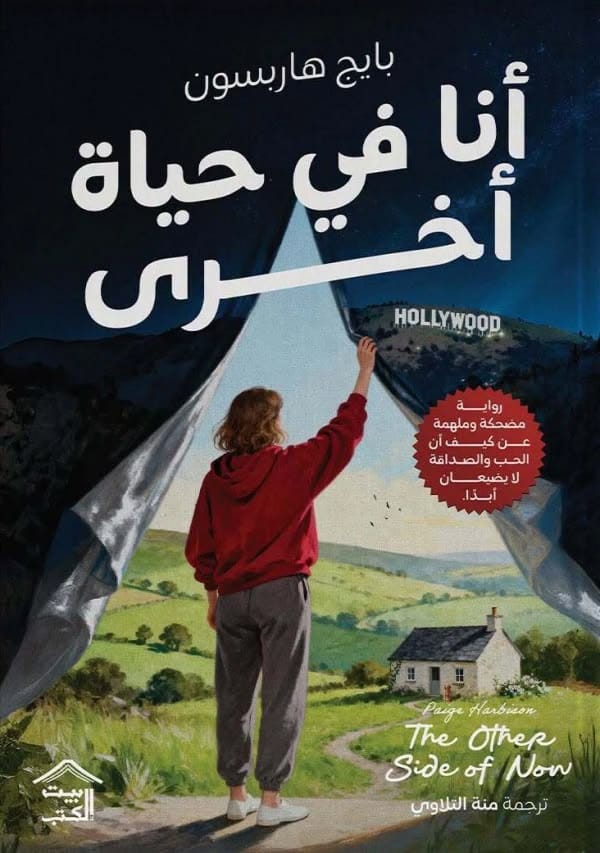 بايج هاربسون
أنا في حياة
أخرى
HOLLYWOOD
رواية
مضحكة وملهمة
عن كيف أن
الحب والصداقة
لا يضيعان
أبدًا.
Paige Harbison
The Other
Side of Now
ترجمة منة التلاوي
بيت
الكتب